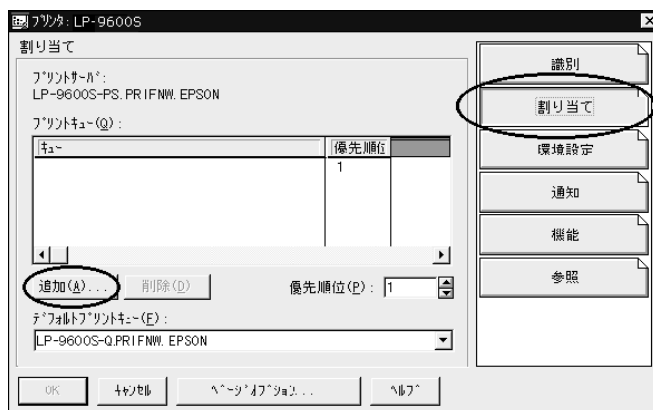 プリンタ: LP-9600S
割り当て
プリントサーバ:
LP-9600S-PS.PRIFNW.EPSON
プリントキュー(Q):
キュー 優先順位
1
追加(A)... 削除(D) 優先順位(P): 1
デフォルトプリントキュー(F):
LP-9600S-Q.PRIFNW.EPSON
OK キャンセル ページオプション... ヘルプ
識別
割り当て
環境設定
通知
機能
参照